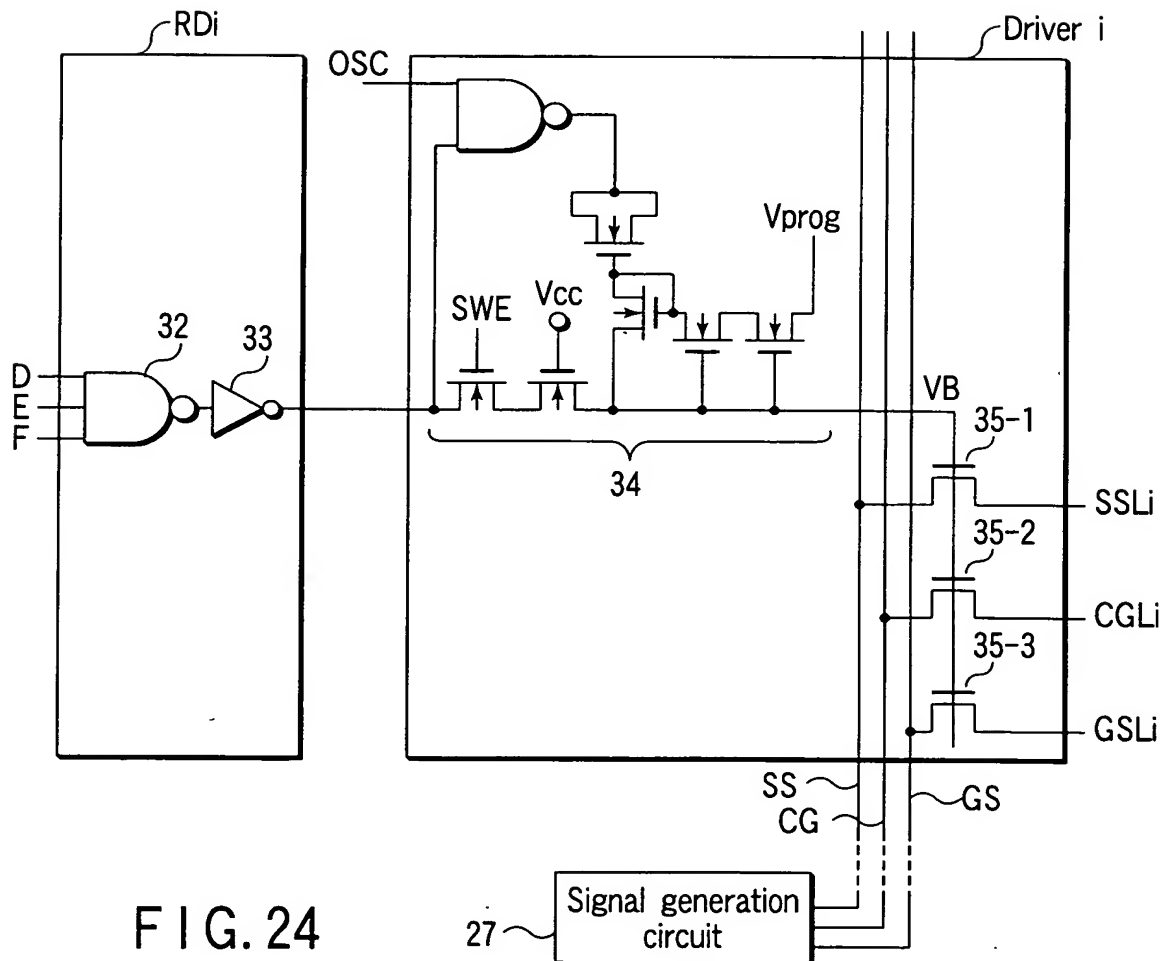 RDi
Driver i
OSC
Vprog
Vcc
SWE
32
33
D
E
F
34
VB
35-1
SSLi
35-2
CGLi
35-3
GSLi
SS
CG
GS
27
Signal generation
circuit
FIG. 24